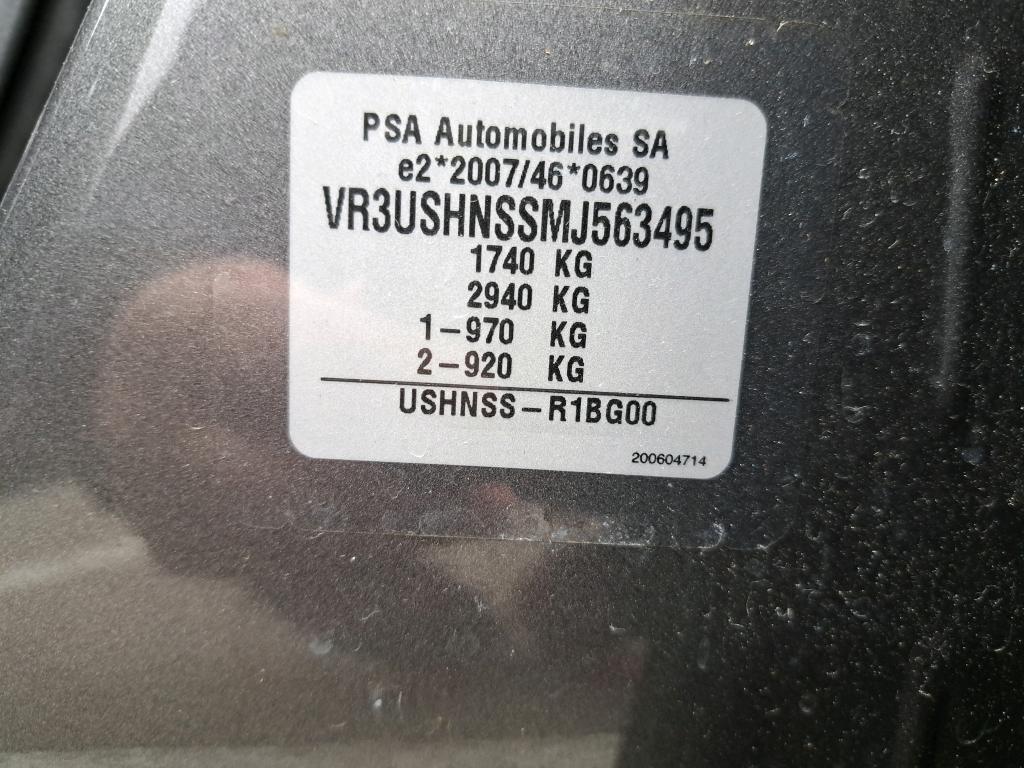 PSA Automobiles SA
e2*2007/46*0639
VR3USHNSSMJ563495
1740 KG
2940 KG
1-970 KG
2-920 KG
USHNSS-R1BG00
200604714